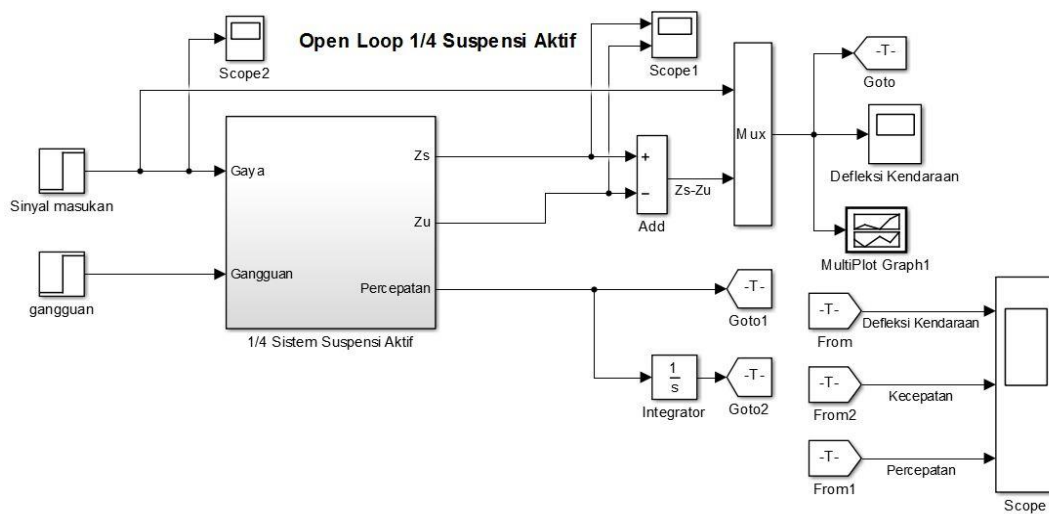 Open Loop 1/4 Suspensi Aktif
Scope2
Scope1
-T-
Goto
Sinyal masukan
Gaya
Zs
Zu
Gangguan
Percepatan
1/4 Sistem Suspensi Aktif
gangguan
+
−
Add
Zs-Zu
Mux
Defleksi Kendaraan
MultiPlot Graph1
-T-
Goto1
1
s
Integrator
-T-
Goto2
-T-
From
Defleksi Kendaraan
-T-
From2
Kecepatan
-T-
From1
Percepatan
Scope